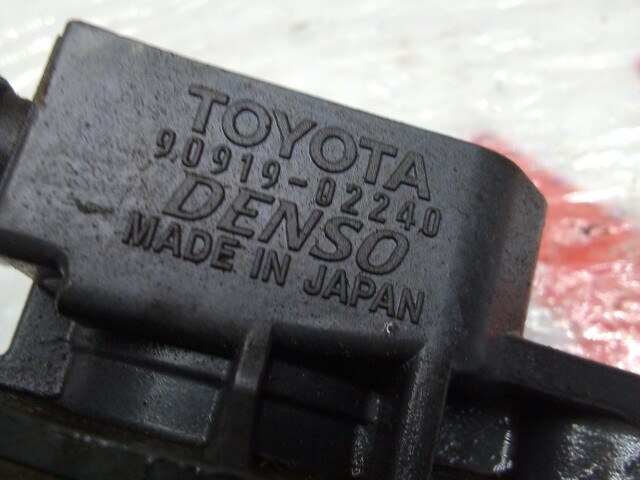 TOYOTA
90919-02240
DENSO
MADE IN JAPAN